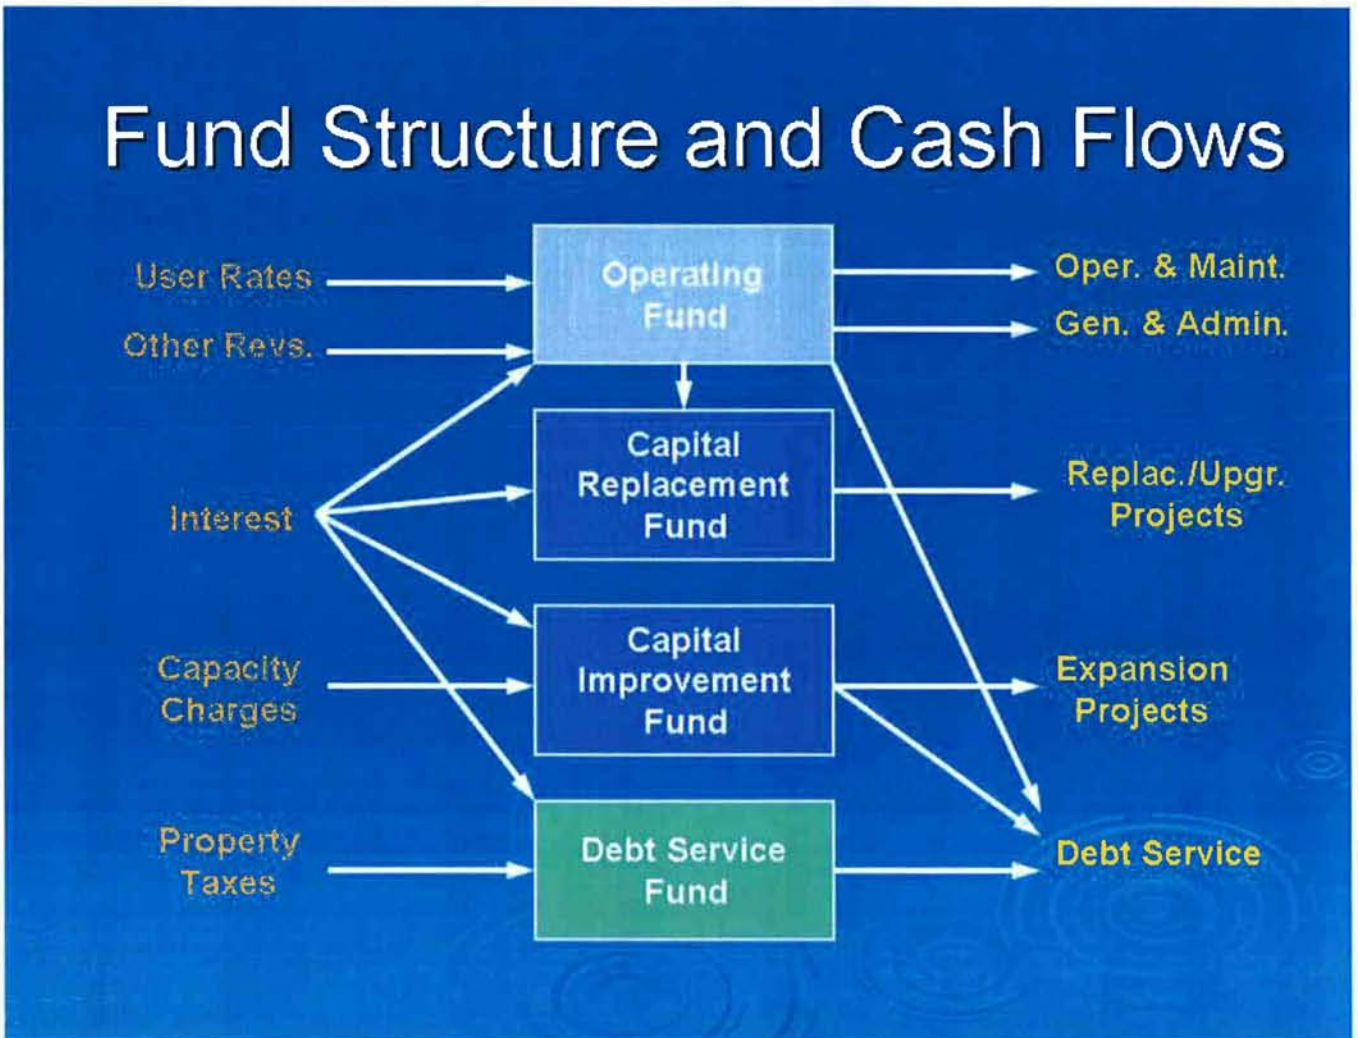 Fund Structure and Cash Flows
User Rates
Other Revs.
Interest
Capacity
Charges
Property
Taxes
Operating
Fund
Capital
Replacement
Fund
Capital
Improvement
Fund
Debt Service
Fund
Oper. & Maint.
Gen. & Admin.
Replac./Upgr.
Projects
Expansion
Projects
Debt Service